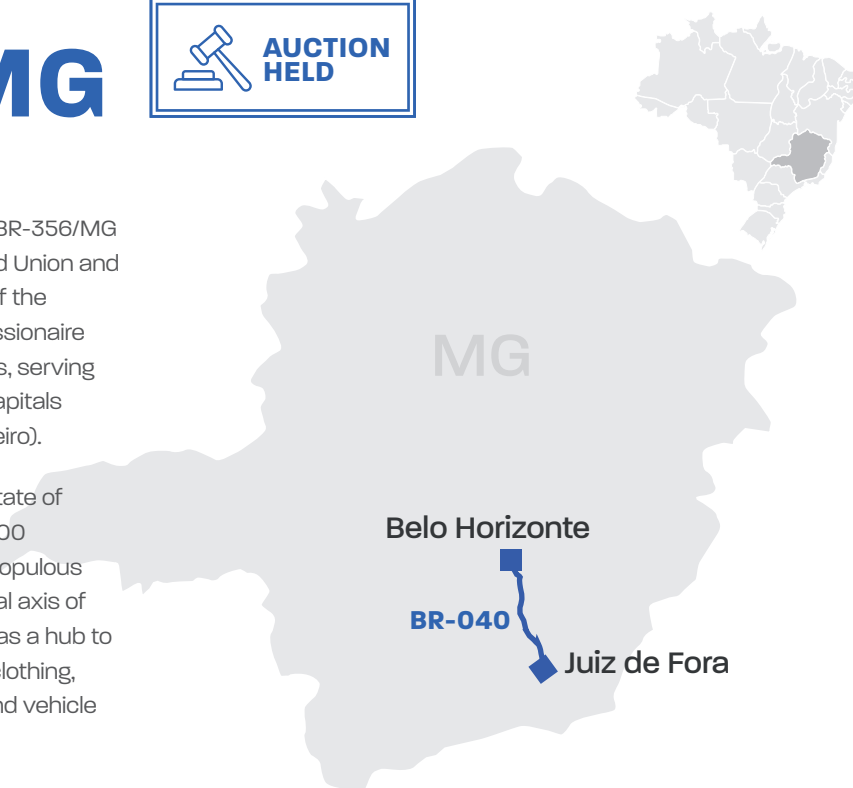 MG
AUCTION
HELD
BR-356/MG
d Union and
f the
ssionaire
s, serving
apitals
eiro).
tate of
00
opulous
al axis of
as a hub to
clothing,
nd vehicle
MG
Belo Horizonte
BR-040
Juiz de Fora